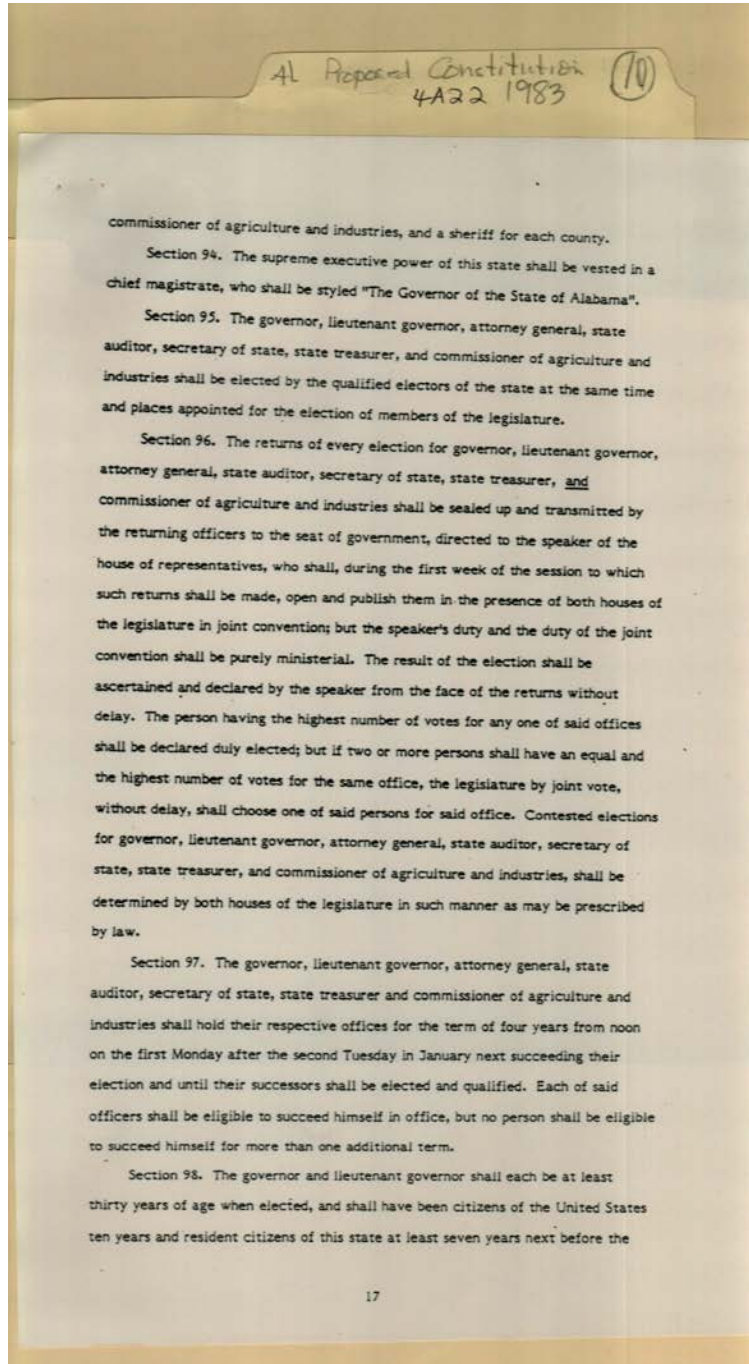 AL Proposed Constitution (10)
4A22 1983
commissioner of agriculture and industries, and a sheriff for each county.
Section 94. The supreme executive power of this state shall be vested in a
chief magistrate, who shall be styled "The Governor of the State of Alabama".
Section 95. The governor, lieutenant governor, attorney general, state
auditor, secretary of state, state treasurer, and commissioner of agriculture and
industries shall be elected by the qualified electors of the state at the same time
and places appointed for the election of members of the legislature.
Section 96. The returns of every election for governor, lieutenant governor,
attorney general, state auditor, secretary of state, state treasurer, and
commissioner of agriculture and industries shall be sealed up and transmitted by
the returning officers to the seat of government, directed to the speaker of the
house of representatives, who shall, during the first week of the session to which
such returns shall be made, open and publish them in the presence of both houses of
the legislature in joint convention; but the speaker's duty and the duty of the joint
convention shall be purely ministerial. The result of the election shall be
ascertained and declared by the speaker from the face of the returns without
delay. The person having the highest number of votes for any one of said offices
shall be declared duly elected; but if two or more persons shall have an equal and
the highest number of votes for the same office, the legislature by joint vote,
without delay, shall choose one of said persons for said office. Contested elections
for governor, lieutenant governor, attorney general, state auditor, secretary of
state, state treasurer, and commissioner of agriculture and industries, shall be
determined by both houses of the legislature in such manner as may be prescribed
by law.
Section 97. The governor, lieutenant governor, attorney general, state
auditor, secretary of state, state treasurer and commissioner of agriculture and
industries shall hold their respective offices for the term of four years from noon
on the first Monday after the second Tuesday in January next succeeding their
election and until their successors shall be elected and qualified. Each of said
officers shall be eligible to succeed himself in office, but no person shall be eligible
to succeed himself for more than one additional term.
Section 98. The governor and lieutenant governor shall each be at least
thirty years of age when elected, and shall have been citizens of the United States
ten years and resident citizens of this state at least seven years next before the
17